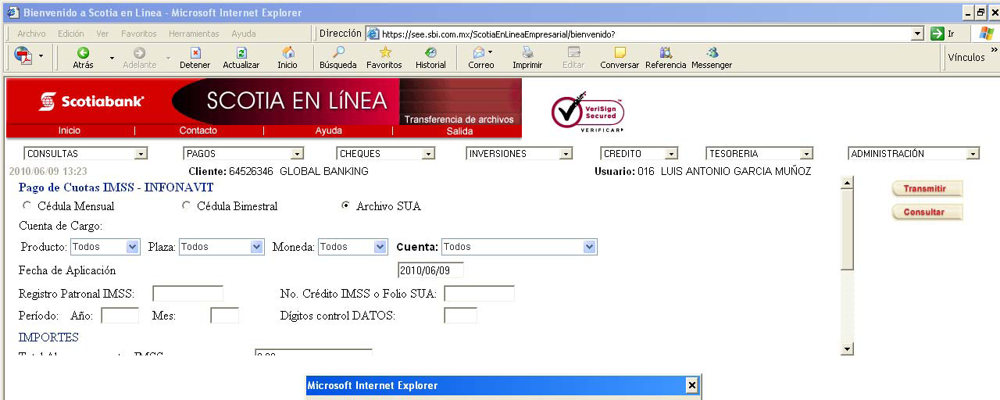 Bienvenido a Scotia en Linea - Microsoft Internet Explorer
Archivo Edición Ver Favoritos Herramientas Ayuda Dirección https://see.sbi.com.mx/ScotiaEnLineaEmpresarial/bienvenido? Ir
Atrás Adelante Detener Actualizar Inicio Búsqueda Favoritos Historial Correo Imprimir Editar Conversar Referencia Messenger Vínculos »
Scotiabank SCOTIA EN LíNEA
Transferencia de archivos
VeriSign Secured
VERIFICAR
Inicio | Contacto | Ayuda | Salida
CONSULTAS PAGOS CHEQUES INVERSIONES CREDITO TESORERIA ADMINISTRACIÓN
2010/06/09 13:23 Cliente: 64526346 GLOBAL BANKING Usuario: 016 LUIS ANTONIO GARCIA MUÑOZ
Pago de Cuotas IMSS - INFONAVIT
Transmitir
Cédula Mensual Cédula Bimestral Archivo SUA
Consultar
Cuenta de Cargo:
Producto: Todos Plaza: Todos Moneda: Todos Cuenta: Todos
Fecha de Aplicación 2010/06/09
Registro Patronal IMSS: No. Crédito IMSS o Folio SUA:
Período: Año: Mes: Dígitos control DATOS:
IMPORTES
Microsoft Internet Explorer